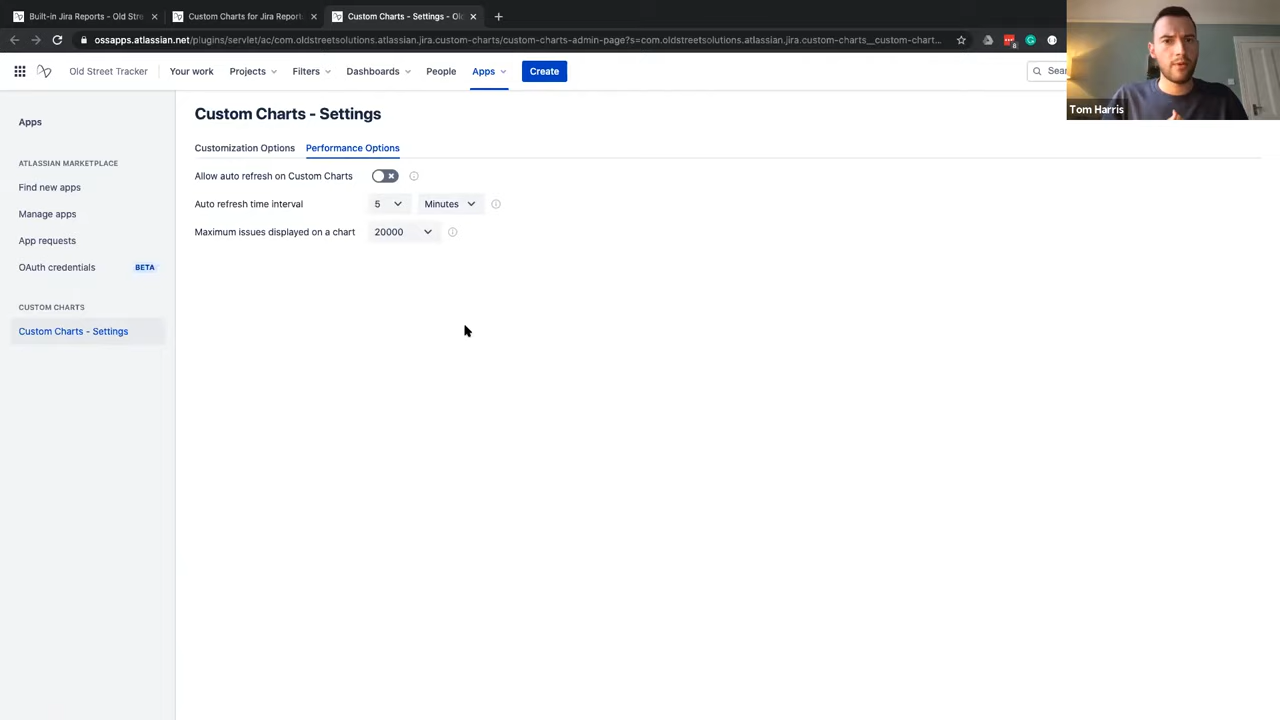 Built-in Jira Reports - Old Stre
Custom Charts for Jira Report
Custom Charts - Settings - Ol
ossapps.atlassian.net/plugins/servlet/ac/com.oldstreetsolutions.atlassian.jira.custom-charts/custom-charts-admin-page?s=com.oldstreetsolutions.atlassian.jira.custom-charts__custom-chart...
Old Street Tracker
Your work
Projects
Filters
Dashboards
People
Apps
Create
Sear
Tom Harris
Apps
ATLASSIAN MARKETPLACE
Find new apps
Manage apps
App requests
OAuth credentials BETA
CUSTOM CHARTS
Custom Charts - Settings
Custom Charts - Settings
Customization Options Performance Options
Allow auto refresh on Custom Charts
Auto refresh time interval 5 Minutes
Maximum issues displayed on a chart 20000